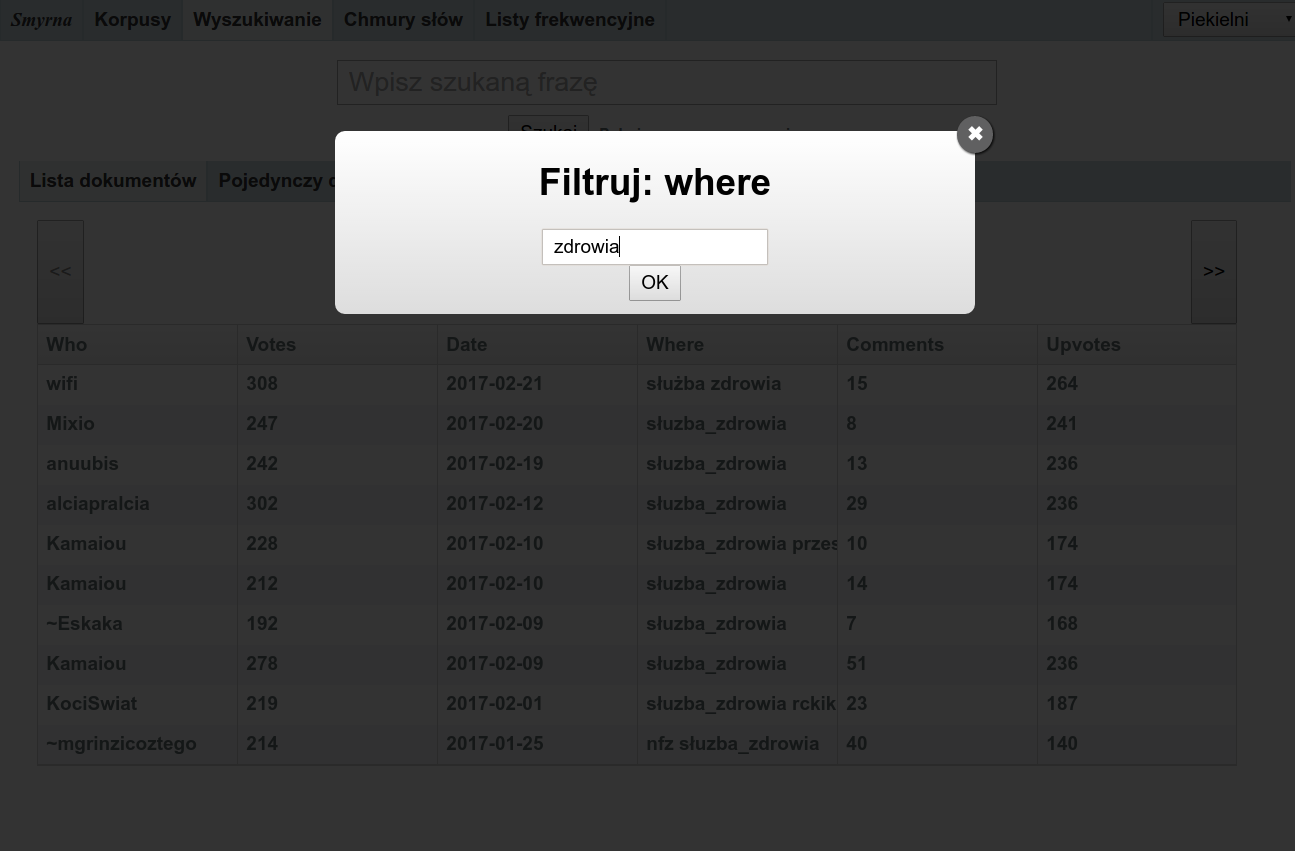 Smyrna Korpusy Wyszukiwanie Chmury słów Listy frekwencyjne Piekielni
Wpisz szukaną frazę
Szukaj
Lista dokumentów Pojedynczy
Filtruj: where
zdrowia
OK
<< >>
Who Votes Date Where Comments Upvotes
wifi 308 2017-02-21 służba zdrowia 15 264
Mixio 247 2017-02-20 słuzba_zdrowia 8 241
anuubis 242 2017-02-19 słuzba_zdrowia 13 236
alciapralcia 302 2017-02-12 słuzba_zdrowia 29 236
Kamaiou 228 2017-02-10 słuzba_zdrowia przes 10 174
Kamaiou 212 2017-02-10 słuzba_zdrowia 14 174
~Eskaka 192 2017-02-09 słuzba_zdrowia 7 168
Kamaiou 278 2017-02-09 słuzba_zdrowia 51 236
KociSwiat 219 2017-02-01 słuzba_zdrowia rckik 23 187
~mgrinzicoztego 214 2017-01-25 nfz słuzba_zdrowia 40 140